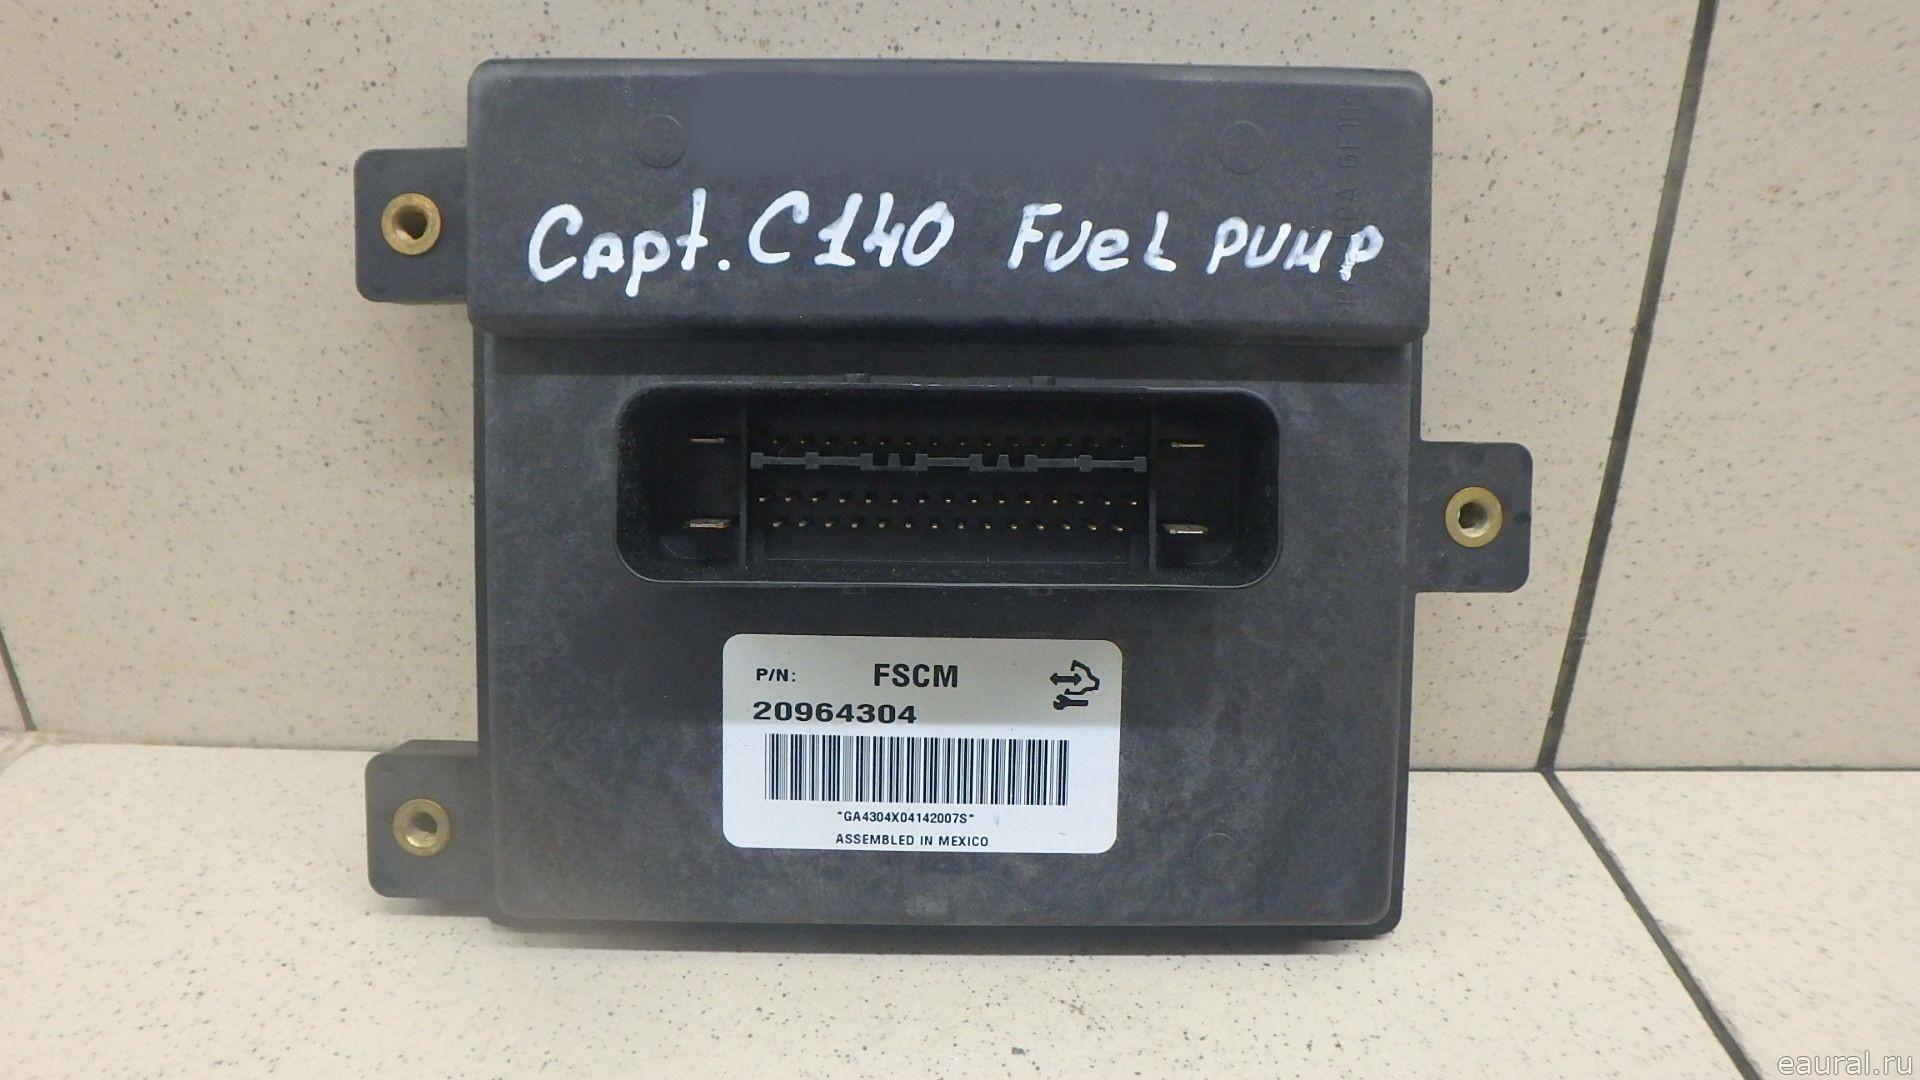 Capt. C140 Fuel PUMP
P/N: FSCM
20964304
"GA4304X04142007S"
ASSEMBLED IN MEXICO
eaural.ru